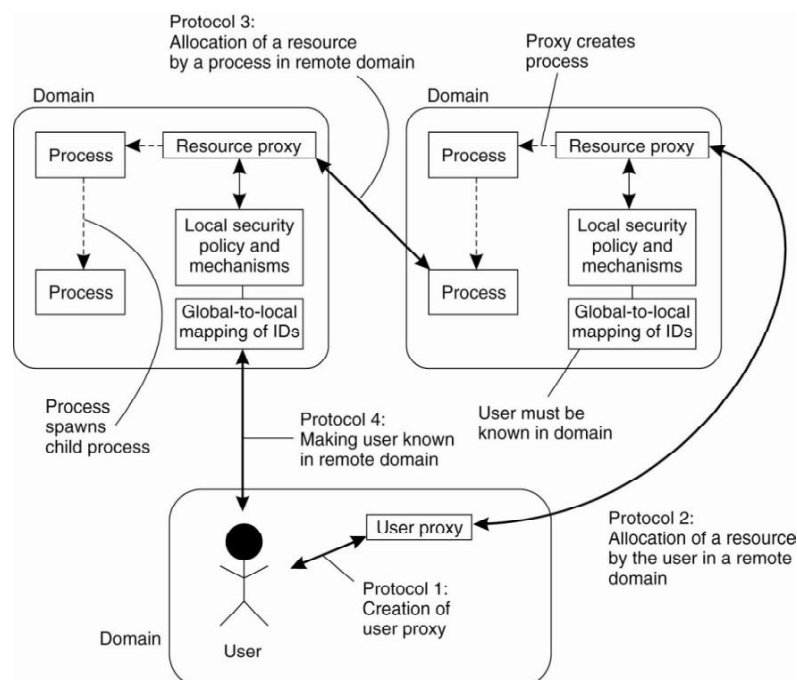 Protocol 3:
Allocation of a resource
by a process in remote domain
Proxy creates
process
Domain
Domain
Process
Resource proxy
Process
Resource proxy
Local security
policy and
mechanisms
Local security
policy and
mechanisms
Process
Process
Global-to-local
mapping of IDs
Global-to-local
mapping of IDs
Process
spawns
child process
Protocol 4:
Making user known
in remote domain
User must be
known in domain
User proxy
Protocol 2:
Allocation of a resource
by the user in a remote
domain
Protocol 1:
Creation of
user proxy
Domain
User